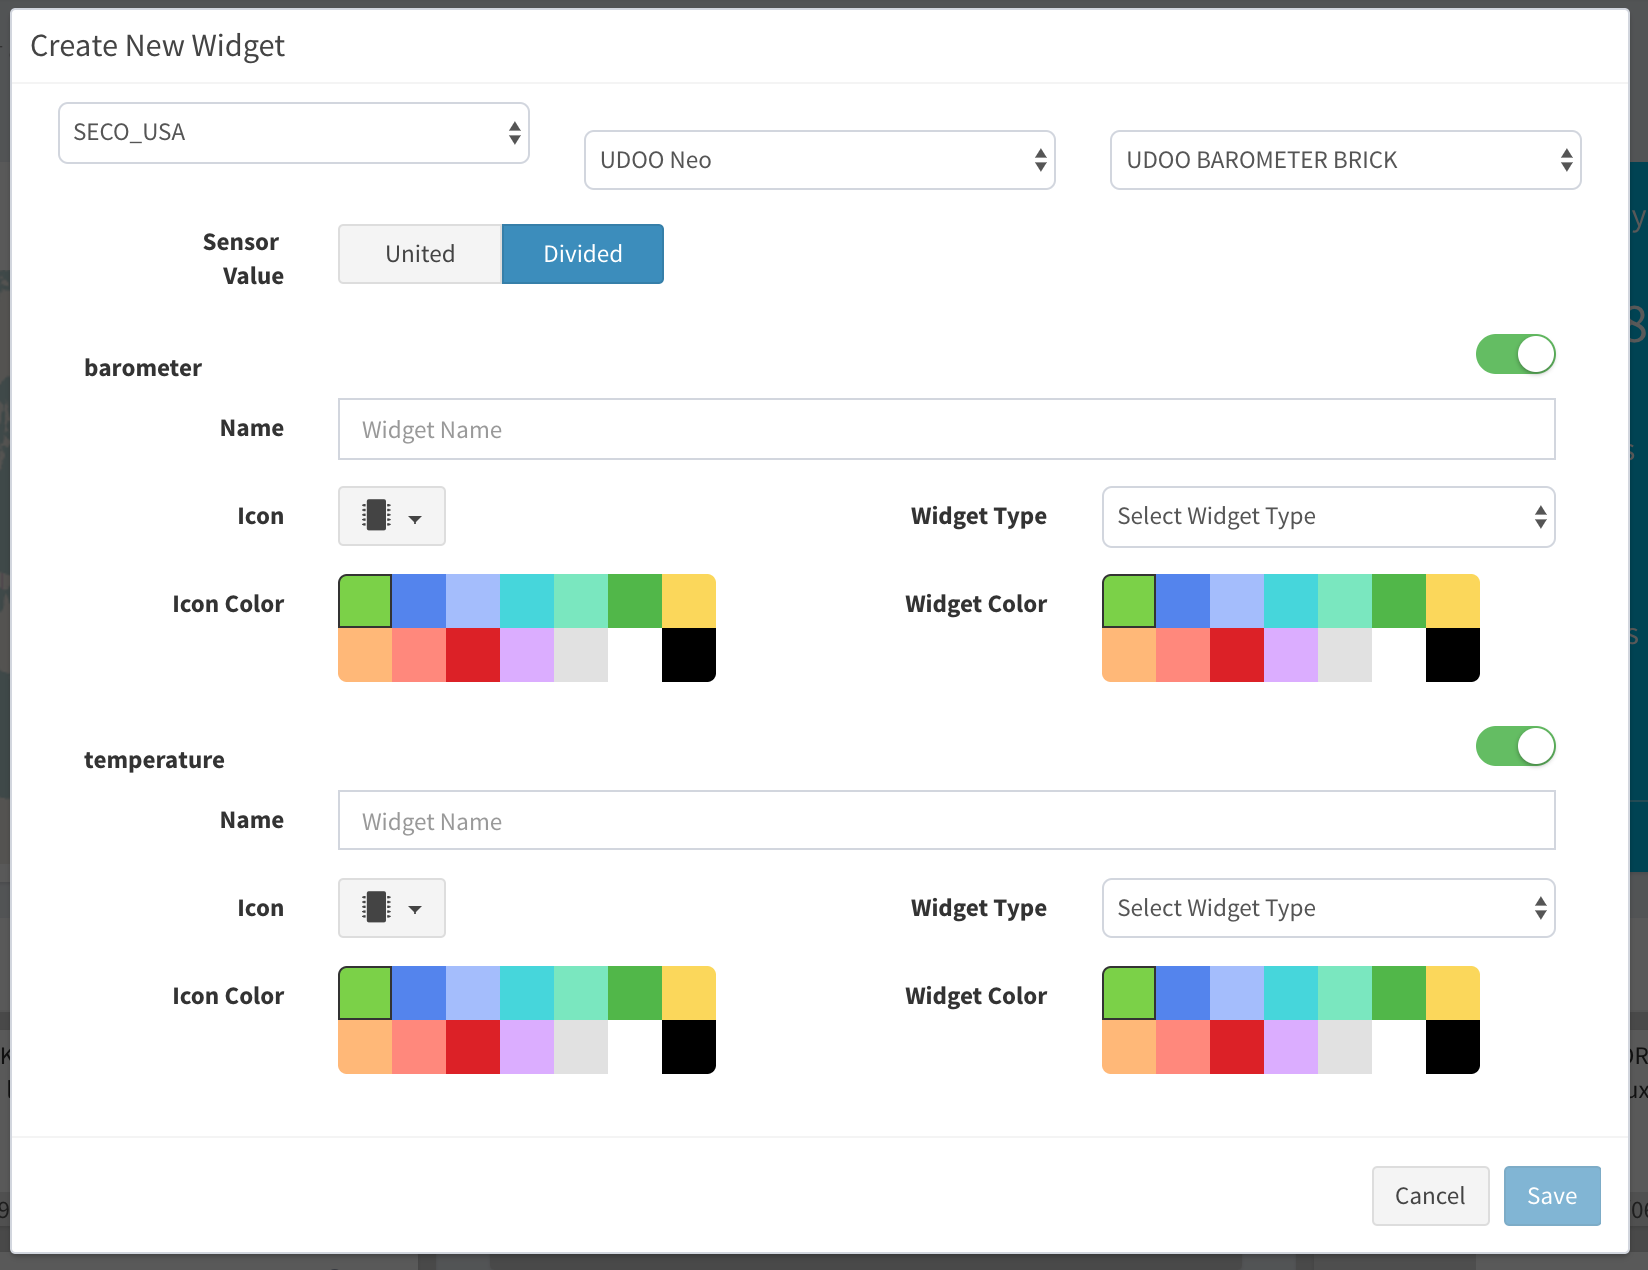 Create New Widget
SECO_USA
UDOO Neo
UDOO BAROMETER BRICK
Sensor
Value
United
Divided
barometer
Name
Widget Name
Icon
Widget Type
Select Widget Type
Icon Color
Widget Color
temperature
Name
Widget Name
Icon
Widget Type
Select Widget Type
Icon Color
Widget Color
Cancel
Save